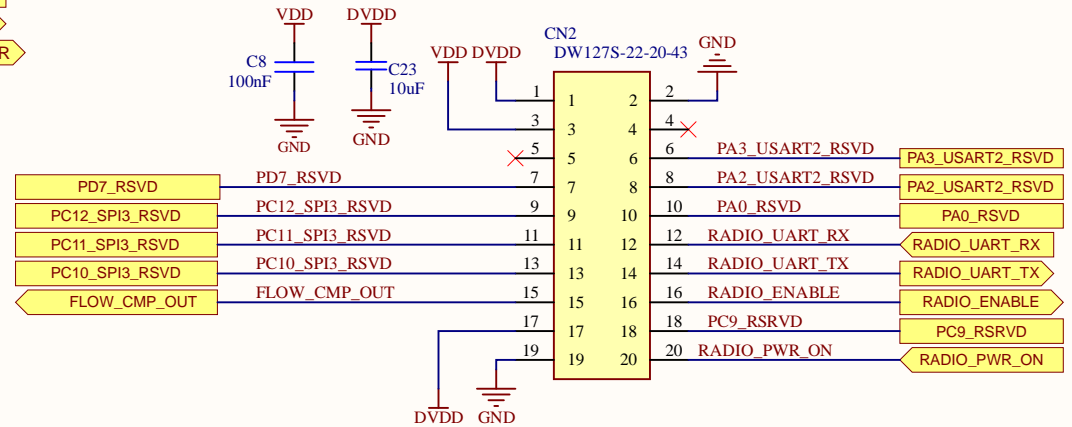 R
VDD
DVDD
C8
100nF
C23
10uF
GND
GND
VDD DVDD
CN2
DW127S-22-20-43
GND
1 1 2 2
3 3 4 4
5 5 6 6 PA3_USART2_RSVD PA3_USART2_RSVD
PD7_RSVD PD7_RSVD 7 7 8 8 PA2_USART2_RSVD PA2_USART2_RSVD
PC12_SPI3_RSVD PC12_SPI3_RSVD 9 9 10 10 PA0_RSVD PA0_RSVD
PC11_SPI3_RSVD PC11_SPI3_RSVD 11 11 12 12 RADIO_UART_RX RADIO_UART_RX
PC10_SPI3_RSVD PC10_SPI3_RSVD 13 13 14 14 RADIO_UART_TX RADIO_UART_TX
FLOW_CMP_OUT FLOW_CMP_OUT 15 15 16 16 RADIO_ENABLE RADIO_ENABLE
17 17 18 18 PC9_RSRVD PC9_RSRVD
19 19 20 20 RADIO_PWR_ON RADIO_PWR_ON
DVDD GND